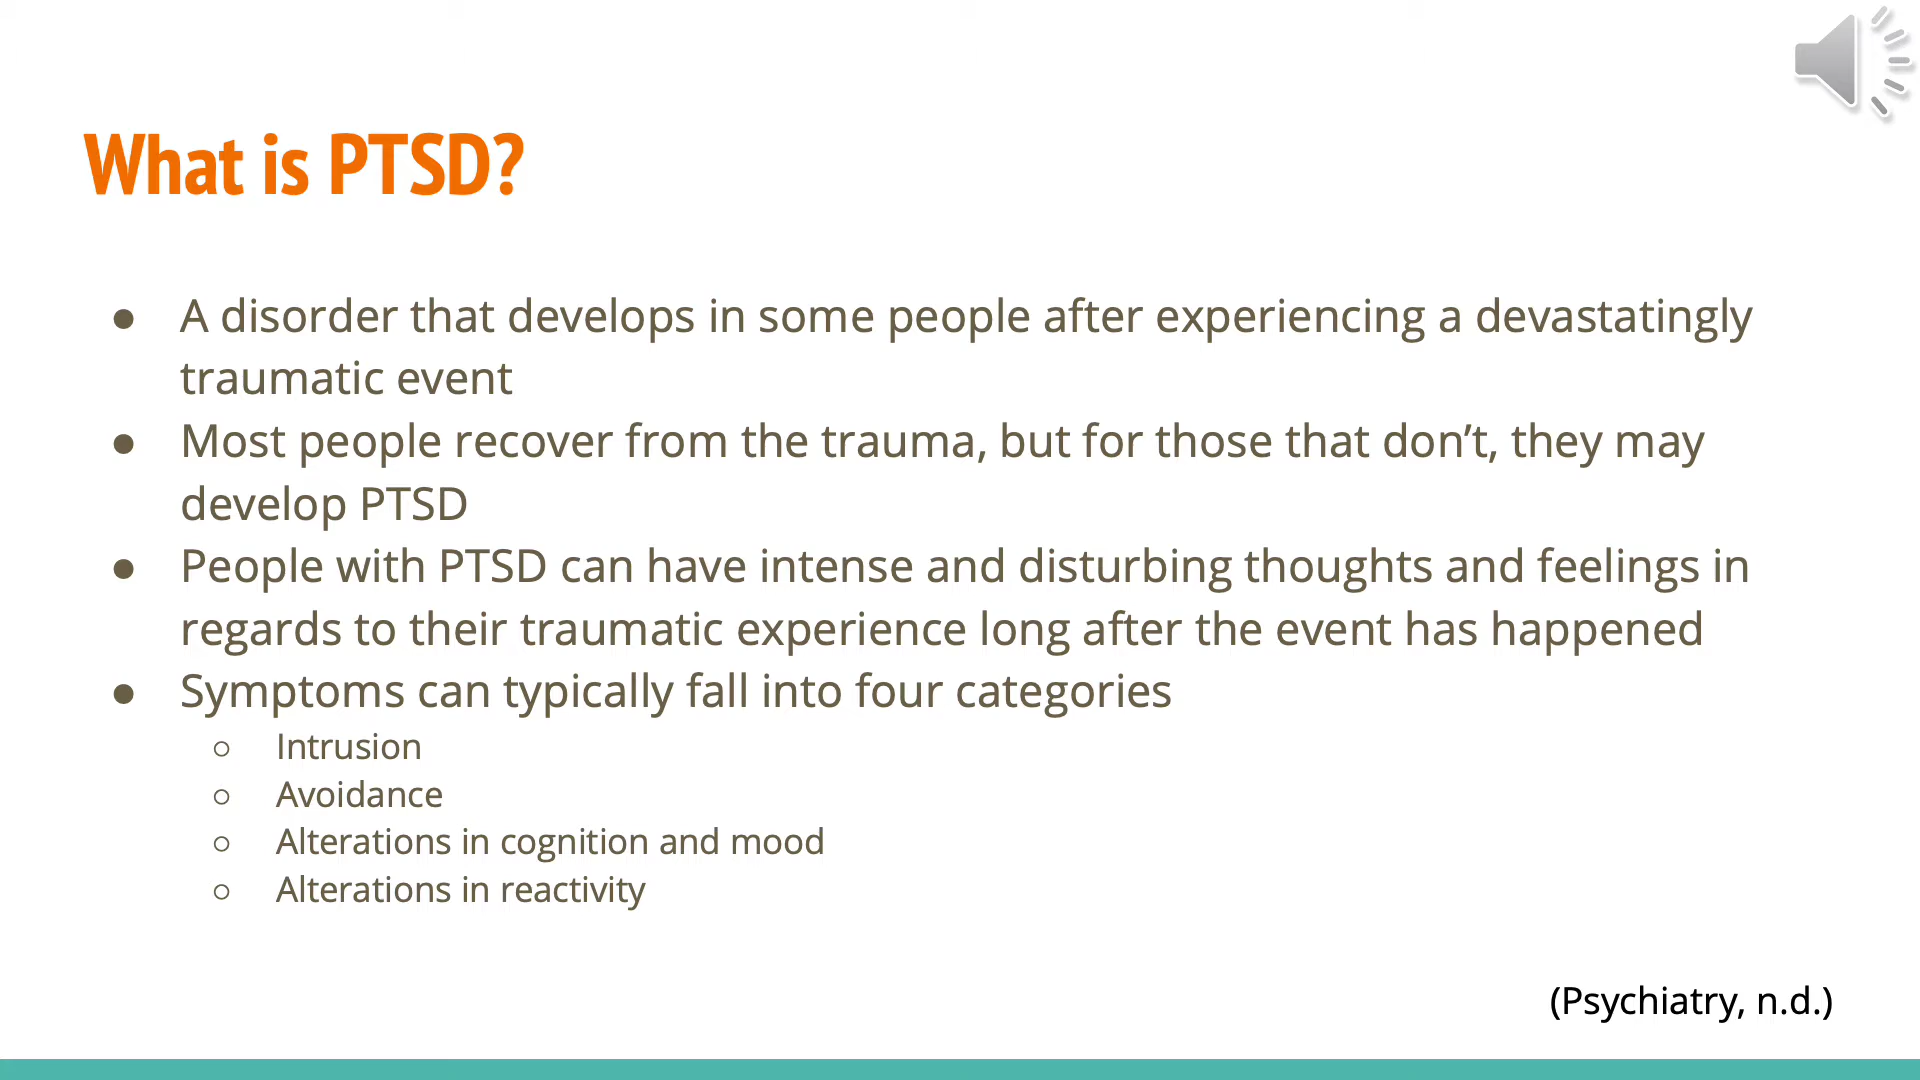 What is PTSD?
● A disorder that develops in some people after experiencing a devastatingly
traumatic event
● Most people recover from the trauma, but for those that don’t, they may
develop PTSD
● People with PTSD can have intense and disturbing thoughts and feelings in
regards to their traumatic experience long after the event has happened
● Symptoms can typically fall into four categories
○ Intrusion
○ Avoidance
○ Alterations in cognition and mood
○ Alterations in reactivity
(Psychiatry, n.d.)